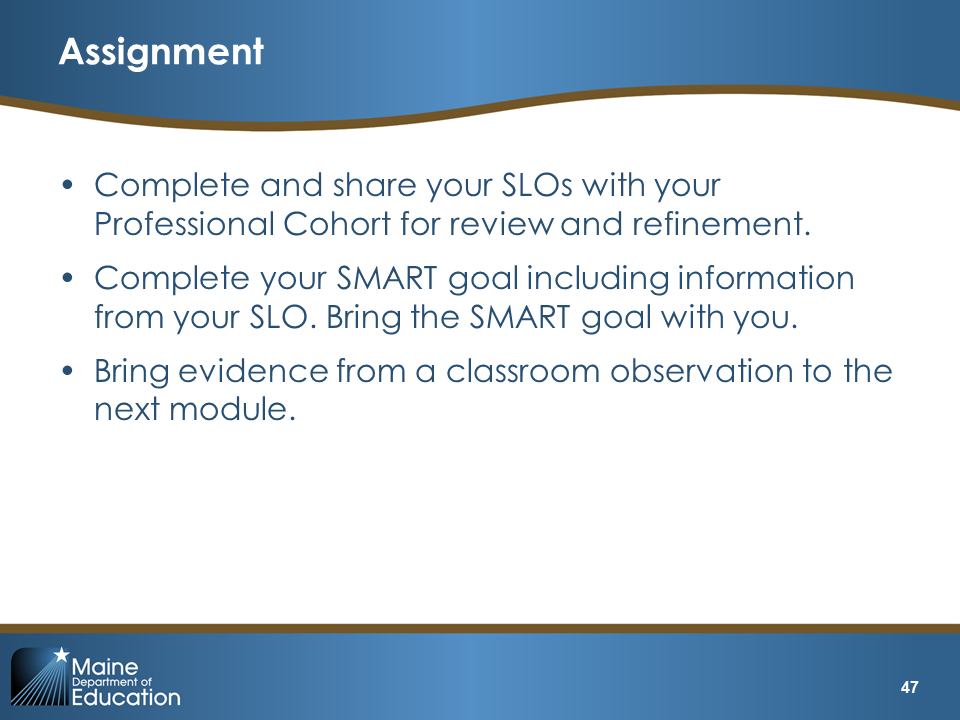 Assignment
• Complete and share your SLOs with your
Professional Cohort for review and refinement.
• Complete your SMART goal including information
from your SLO. Bring the SMART goal with you.
• Bring evidence from a classroom observation to the
next module.
Maine
Department of
Education
47